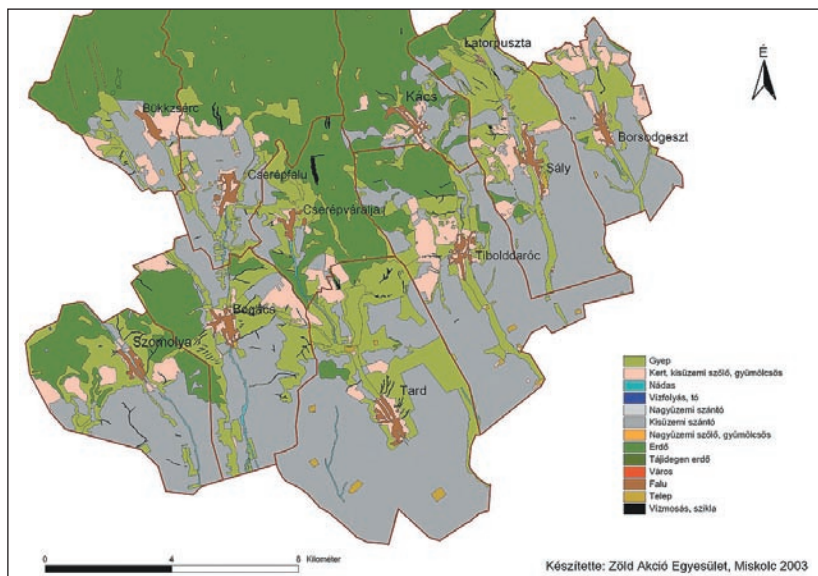 Latorpuszta
É
Kács
Bükkzsérc
Borsodgeszt
Sály
Cserépfalu
Cserépváralja
Tibolddaróc
Bogács
Szomolya
Tard
Gyep
Kert. kisüzemi szőlő, gyümölcsös
Nádas
Vízfolyás, tó
Nagyüzemi szántó
Kisüzemi szántó
Nagyüzemi szőlő, gyümölcsös
Erdő
Tájidegen erdő
Város
Falu
Telep
Vízmosás, szikla
0 4 8 Kilométer
Készítette: Zöld Akció Egyesület, Miskolc 2003